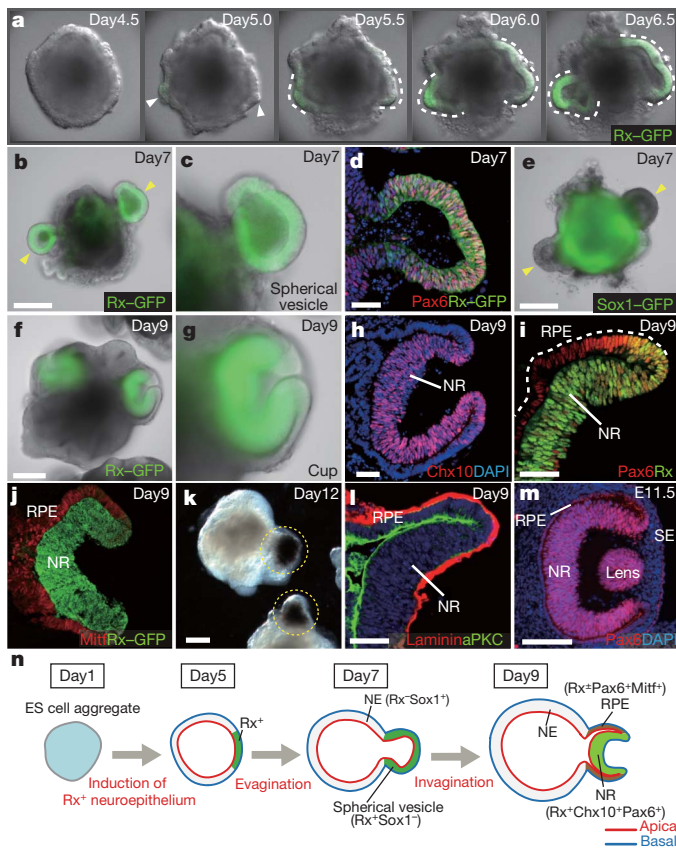 a
Day4.5
Day5.0
Day5.5
Day6.0
Day6.5
Rx–GFP
b
Day7
Rx–GFP
c
Day7
Spherical
vesicle
d
Day7
Pax6Rx–GFP
e
Day7
Sox1–GFP
f
Day9
Rx–GFP
g
Day9
Cup
h
Day9
NR
Chx10DAPI
i
Day9
RPE
NR
Pax6Rx
j
Day9
RPE
NR
MitfRx–GFP
k
Day12
l
Day9
RPE
NR
LamininaPKC
m
E11.5
RPE
SE
NR
Lens
Pax6DAPI
n
Day1
Day5
Day7
Day9
ES cell aggregate
Rx⁺
NE (Rx⁻Sox1⁺)
(Rx±Pax6⁺Mitf⁺)
RPE
NE
Induction of
Rx⁺ neuroepithelium
Evagination
Invagination
Spherical vesicle
(Rx⁺Sox1⁻)
NR
(Rx⁺Chx10⁺Pax6⁺)
Apical
Basal